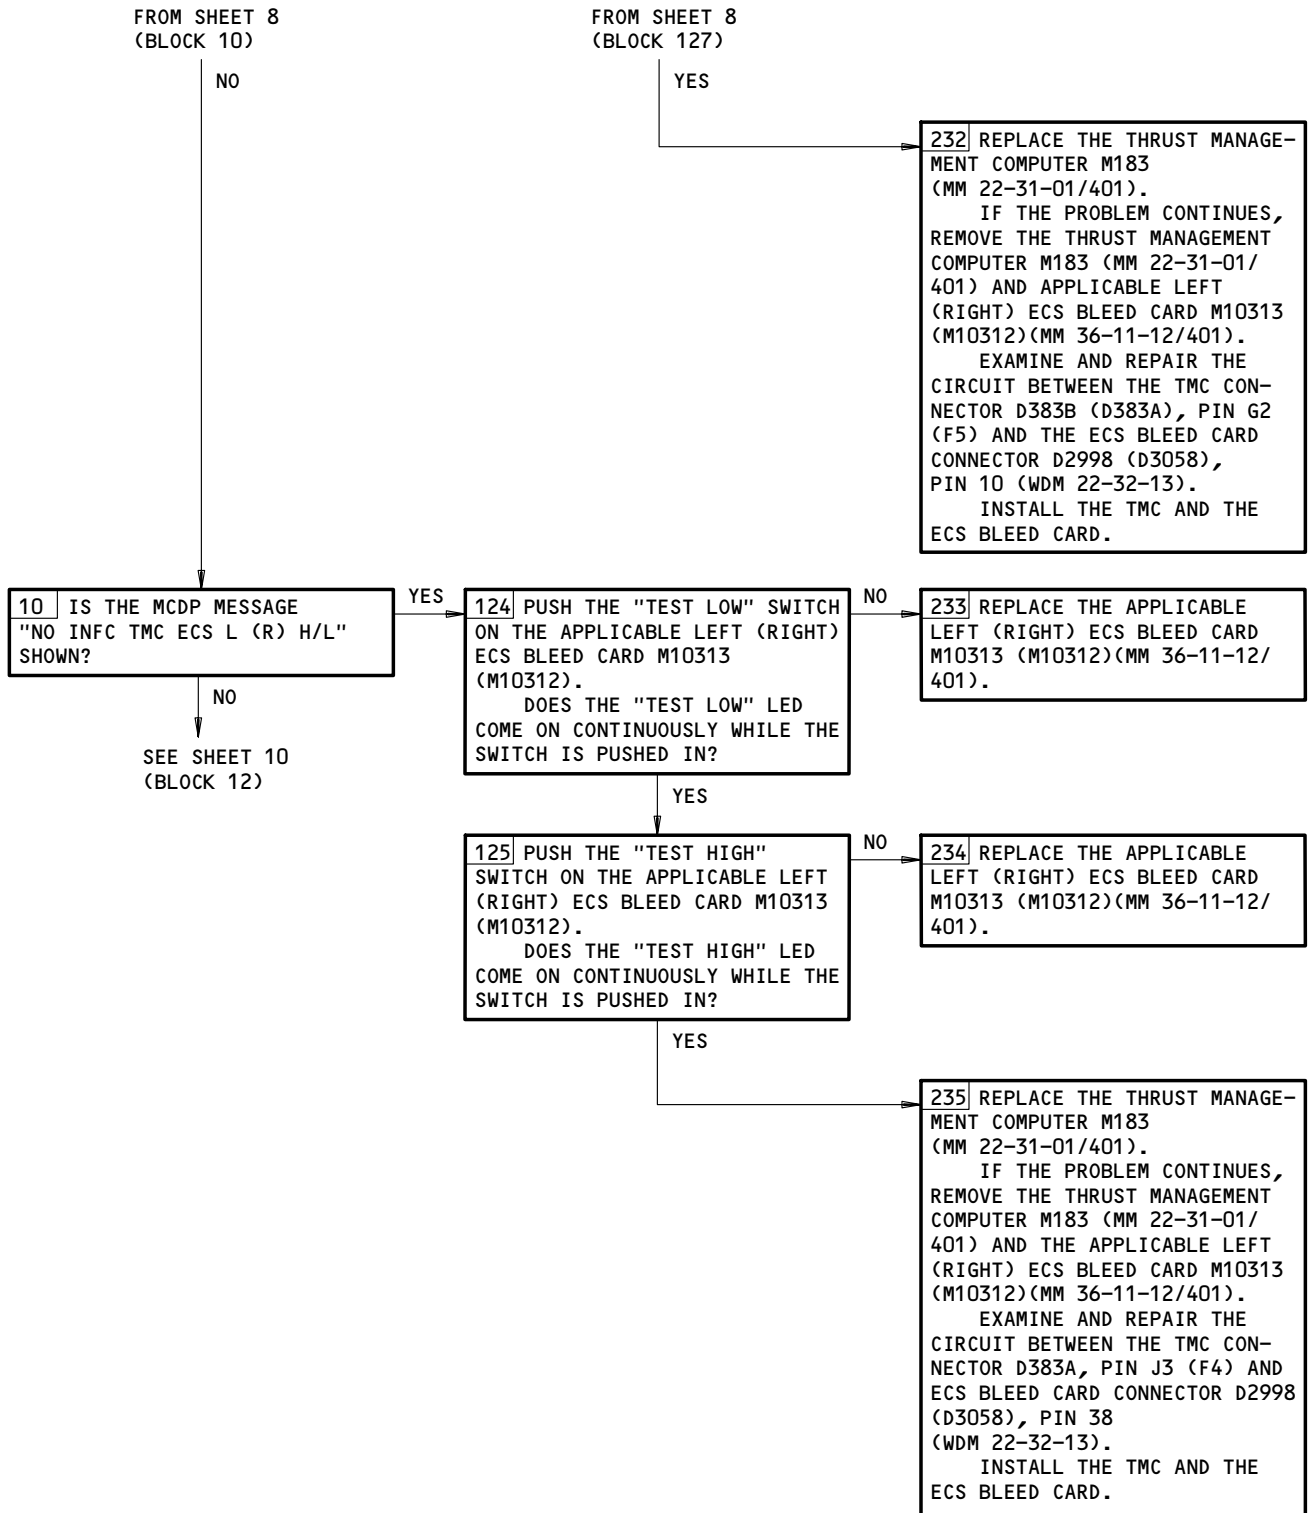 FROM SHEET 8
(BLOCK 10)
NO
FROM SHEET 8
(BLOCK 127)
YES
232 REPLACE THE THRUST MANAGE-
MENT COMPUTER M183
(MM 22-31-01/401).
IF THE PROBLEM CONTINUES,
REMOVE THE THRUST MANAGEMENT
COMPUTER M183 (MM 22-31-01/
401) AND APPLICABLE LEFT
(RIGHT) ECS BLEED CARD M10313
(M10312)(MM 36-11-12/401).
EXAMINE AND REPAIR THE
CIRCUIT BETWEEN THE TMC CON-
NECTOR D383B (D383A), PIN G2
(F5) AND THE ECS BLEED CARD
CONNECTOR D2998 (D3058),
PIN 10 (WDM 22-32-13).
INSTALL THE TMC AND THE
ECS BLEED CARD.
10 IS THE MCDP MESSAGE
"NO INFC TMC ECS L (R) H/L"
SHOWN?
YES
NO
SEE SHEET 10
(BLOCK 12)
124 PUSH THE "TEST LOW" SWITCH
ON THE APPLICABLE LEFT (RIGHT)
ECS BLEED CARD M10313
(M10312).
DOES THE "TEST LOW" LED
COME ON CONTINUOUSLY WHILE THE
SWITCH IS PUSHED IN?
NO
233 REPLACE THE APPLICABLE
LEFT (RIGHT) ECS BLEED CARD
M10313 (M10312)(MM 36-11-12/
401).
YES
125 PUSH THE "TEST HIGH"
SWITCH ON THE APPLICABLE LEFT
(RIGHT) ECS BLEED CARD M10313
(M10312).
DOES THE "TEST HIGH" LED
COME ON CONTINUOUSLY WHILE THE
SWITCH IS PUSHED IN?
NO
234 REPLACE THE APPLICABLE
LEFT (RIGHT) ECS BLEED CARD
M10313 (M10312)(MM 36-11-12/
401).
YES
235 REPLACE THE THRUST MANAGE-
MENT COMPUTER M183
(MM 22-31-01/401).
IF THE PROBLEM CONTINUES,
REMOVE THE THRUST MANAGEMENT
COMPUTER M183 (MM 22-31-01/
401) AND THE APPLICABLE LEFT
(RIGHT) ECS BLEED CARD M10313
(M10312)(MM 36-11-12/401).
EXAMINE AND REPAIR THE
CIRCUIT BETWEEN THE TMC CON-
NECTOR D383A, PIN J3 (F4) AND
ECS BLEED CARD CONNECTOR D2998
(D3058), PIN 38
(WDM 22-32-13).
INSTALL THE TMC AND THE
ECS BLEED CARD.